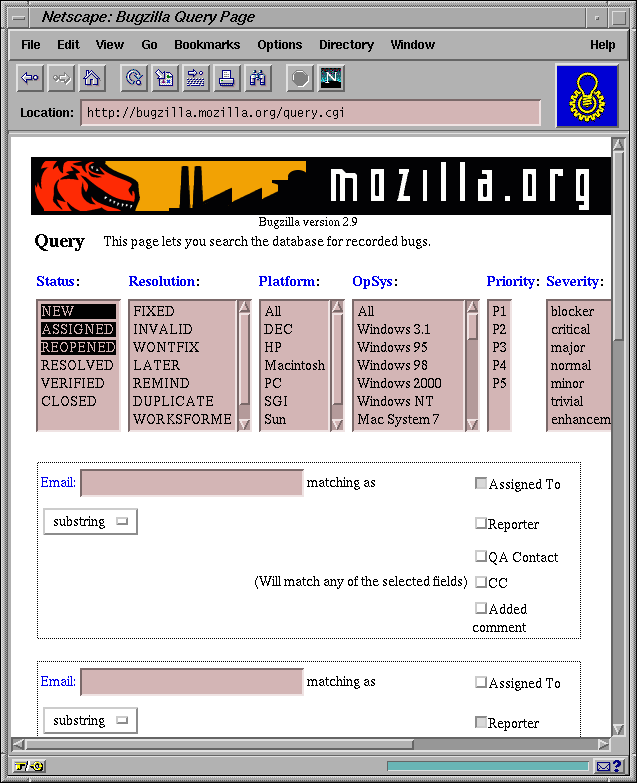 Netscape: Bugzilla Query Page
File Edit View Go Bookmarks Options Directory Window Help
N
Location: http://bugzilla.mozilla.org/query.cgi
mozilla.org
Bugzilla version 2.9
Query This page lets you search the database for recorded bugs.
Status: Resolution: Platform: OpSys: Priority: Severity:
NEW FIXED All All P1 blocker
ASSIGNED INVALID DEC Windows 3.1 P2 critical
REOPENED WONTFIX HP Windows 95 P3 major
RESOLVED LATER Macintosh Windows 98 P4 normal
VERIFIED REMIND PC Windows 2000 P5 minor
CLOSED DUPLICATE SGI Windows NT trivial
WORKSFORME Sun Mac System 7 enhancem
Email: matching as Assigned To
substring Reporter
QA Contact
(Will match any of the selected fields) CC
Added
comment
Email: matching as Assigned To
substring Reporter
?